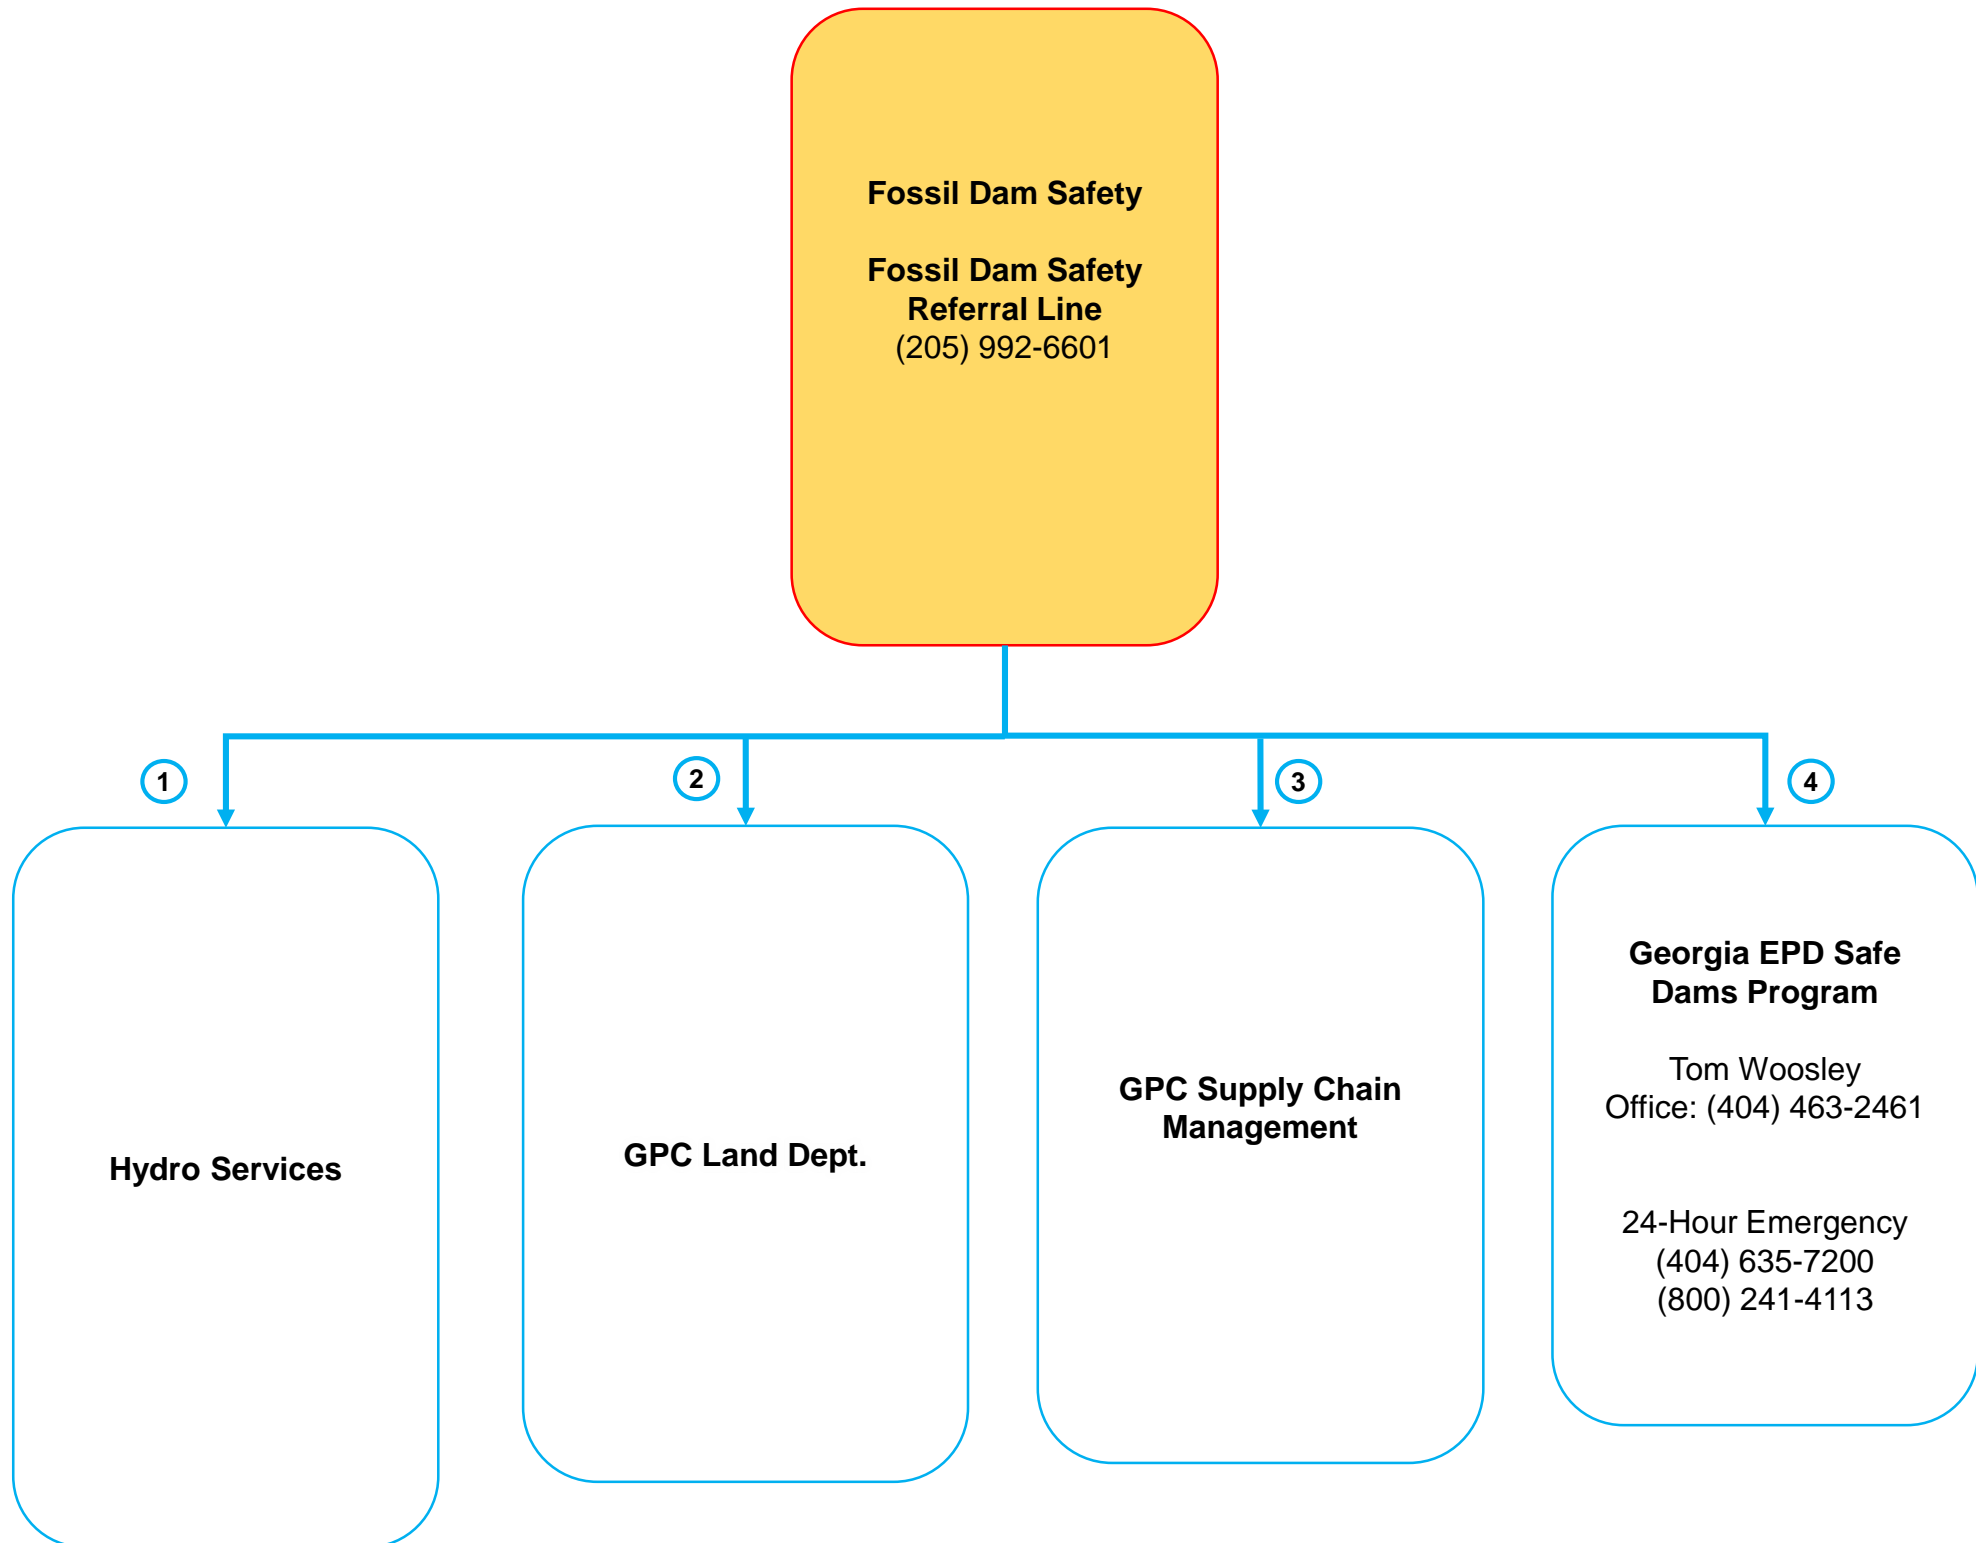 Fossil Dam Safety
Fossil Dam Safety
Referral Line
(205) 992-6601
1
2
3
4
Hydro Services
GPC Land Dept.
GPC Supply Chain
Management
Georgia EPD Safe
Dams Program
Tom Woosley
Office: (404) 463-2461
24-Hour Emergency
(404) 635-7200
(800) 241-4113